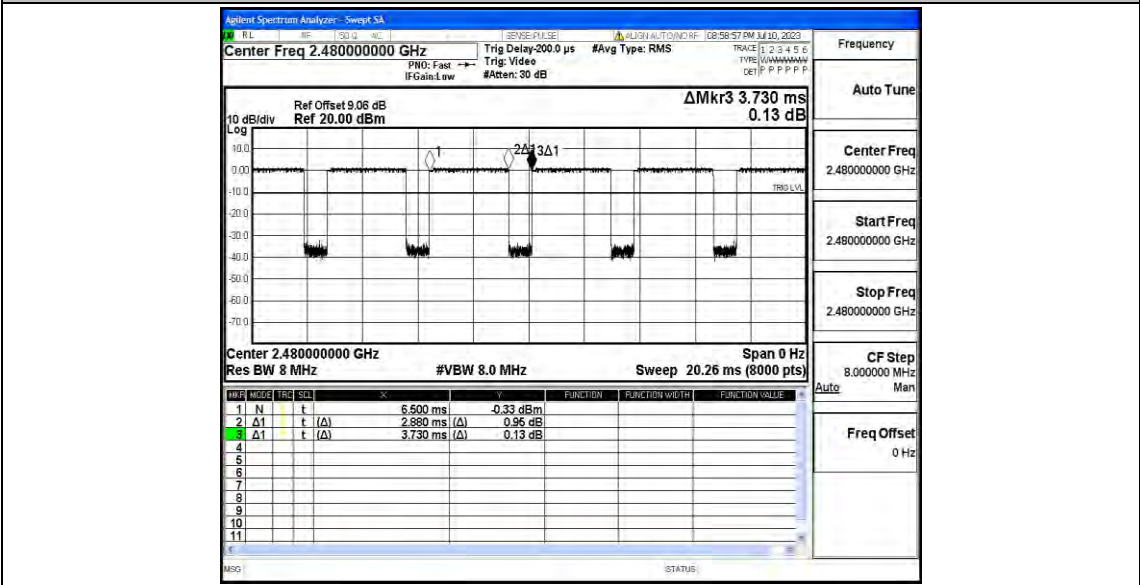 Agilent Spectrum Analyzer - Swept SA
RL RF 50 Ω AC SENSE:PULSE ALIGN AUTO/NO RF 08:58:57 PM Jul 10, 2023
Center Freq 2.480000000 GHz
PNO: Fast
IFGain:Low
Trig Delay-200.0 µs
Trig: Video
#Atten: 30 dB
#Avg Type: RMS
TRACE 1 2 3 4 5 6
TYPE
DET P P P P P P
ΔMkr3 3.730 ms
0.13 dB
Ref Offset 9.06 dB
10 dB/div Ref 20.00 dBm
Log
10.0
0.00
-10.0
-20.0
-30.0
-40.0
-50.0
-60.0
-70.0
1
2Δ1
3Δ1
TRIG LVL
Center 2.480000000 GHz Span 0 Hz
Res BW 8 MHz #VBW 8.0 MHz Sweep 20.26 ms (8000 pts)
MKR MODE TRC SCL X Y FUNCTION FUNCTION WIDTH FUNCTION VALUE
1 N t 6.500 ms -0.33 dBm
2 Δ1 t (Δ) 2.880 ms (Δ) 0.95 dB
3 Δ1 t (Δ) 3.730 ms (Δ) 0.13 dB
4
5
6
7
8
9
10
11
MSG STATUS
Frequency
Auto Tune
Center Freq
2.480000000 GHz
Start Freq
2.480000000 GHz
Stop Freq
2.480000000 GHz
CF Step
8.000000 MHz
Auto Man
Freq Offset
0 Hz